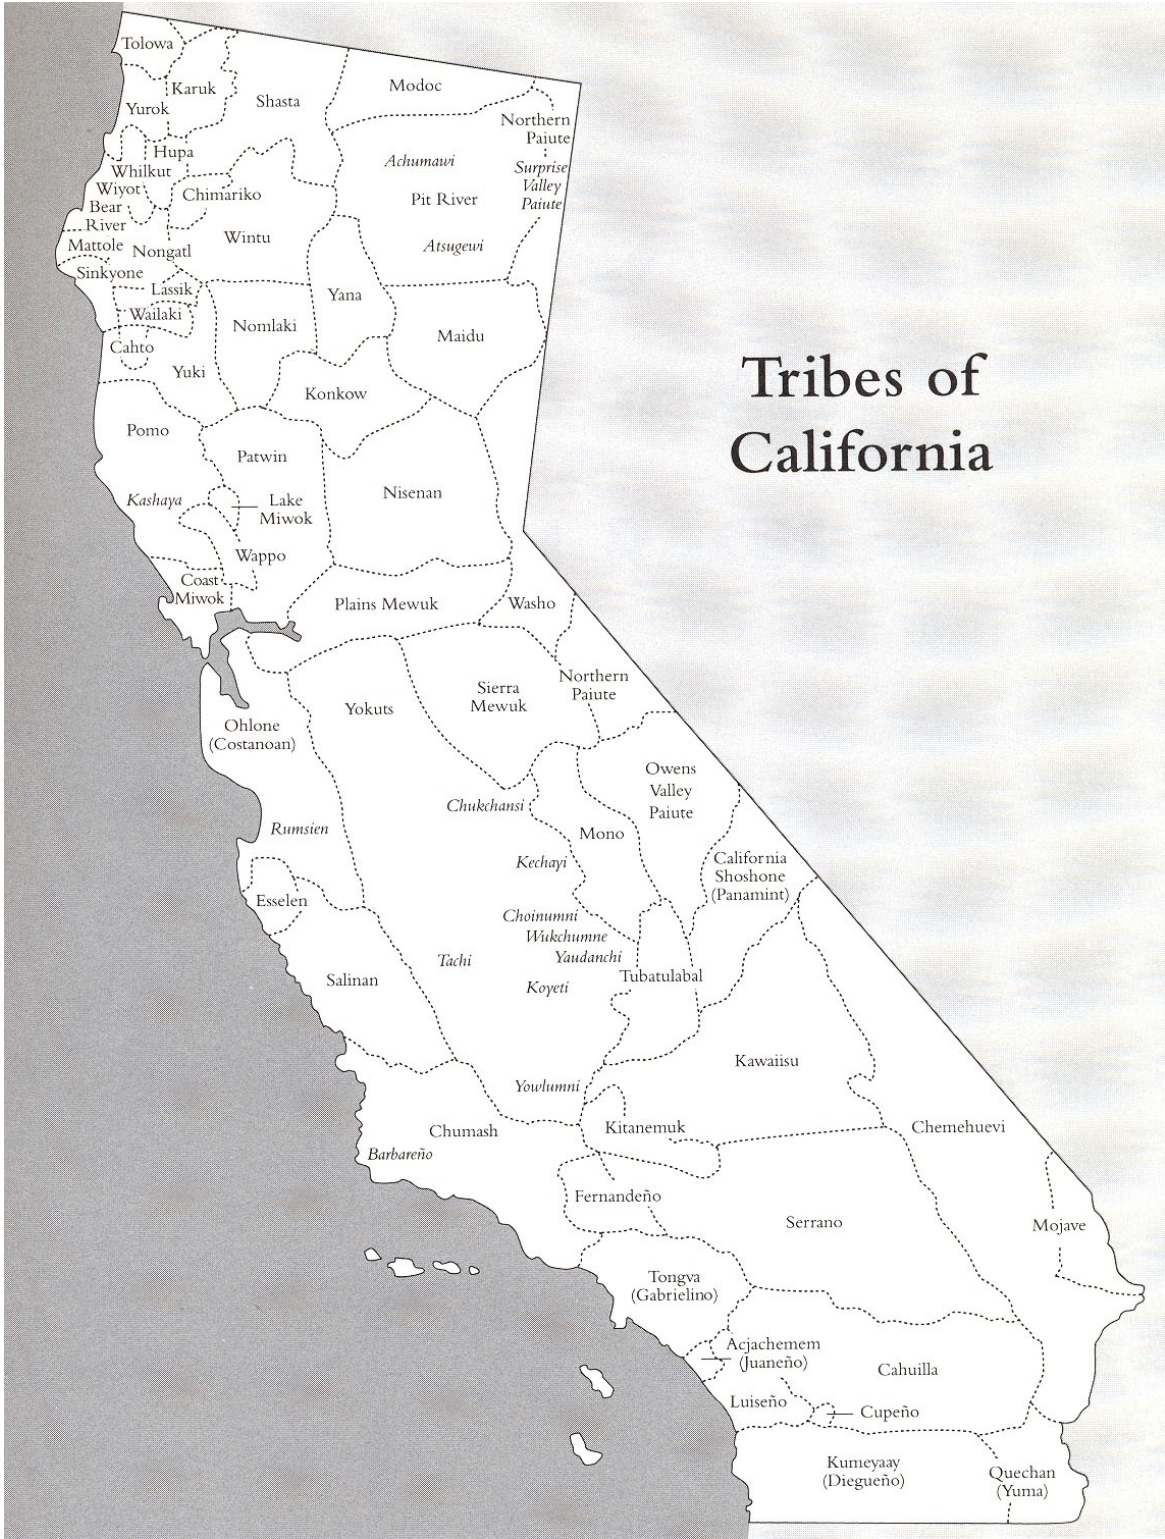 Tribes of
California
Tolowa
Karuk
Yurok
Shasta
Modoc
Northern
Paiute
Hupa
Whilkut
Wiyot
Bear
River
Chimariko
Achumawi
Surprise
Valley
Paiute
Pit River
Mattole
Nongatl
Wintu
Atsugewi
Sinkyone
Lassik
Wailaki
Yana
Nomlaki
Maidu
Cahto
Yuki
Konkow
Pomo
Patwin
Kashaya
Lake
Miwok
Nisenan
Wappo
Coast
Miwok
Plains Mewuk
Washo
Northern
Paiute
Sierra
Mewuk
Yokuts
Ohlone
(Costanoan)
Owens
Valley
Paiute
Chukchansi
Mono
Rumsien
Kechayi
California
Shoshone
(Panamint)
Esselen
Choinumni
Wukchumne
Yaudanchi
Tachi
Koyeti
Tubatulabal
Salinan
Kawaiisu
Yowlumni
Chumash
Kitanemuk
Chemehuevi
Barbareño
Fernandeño
Serrano
Mojave
Tongva
(Gabrielino)
Acjachemem
(Juaneño)
Cahuilla
Luiseño
Cupeño
Kumeyaay
(Diegueño)
Quechan
(Yuma)